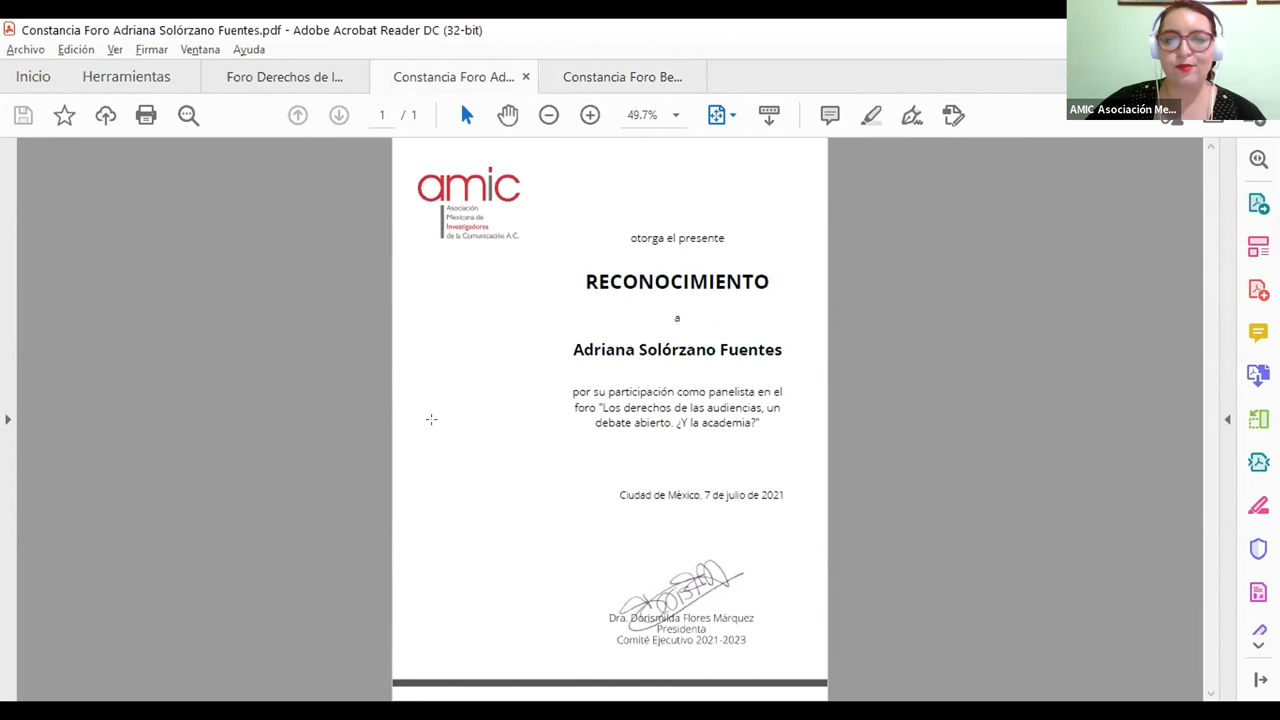 Constancia Foro Adriana Solórzano Fuentes.pdf - Adobe Acrobat Reader DC (32-bit)
Archivo Edición Ver Firmar Ventana Ayuda
Inicio Herramientas Foro Derechos de l... Constancia Foro Ad... × Constancia Foro Be...
1 / 1 49.7%
AMIC Asociación Me...
amic
Asociación
Mexicana de
Investigadores
de la Comunicación A.C.
otorga el presente
RECONOCIMIENTO
a
Adriana Solórzano Fuentes
por su participación como panelista en el
foro "Los derechos de las audiencias, un
debate abierto. ¿Y la academia?"
Ciudad de México, 7 de julio de 2021
Dra. Dorismilda Flores Márquez
Presidenta
Comité Ejecutivo 2021-2023